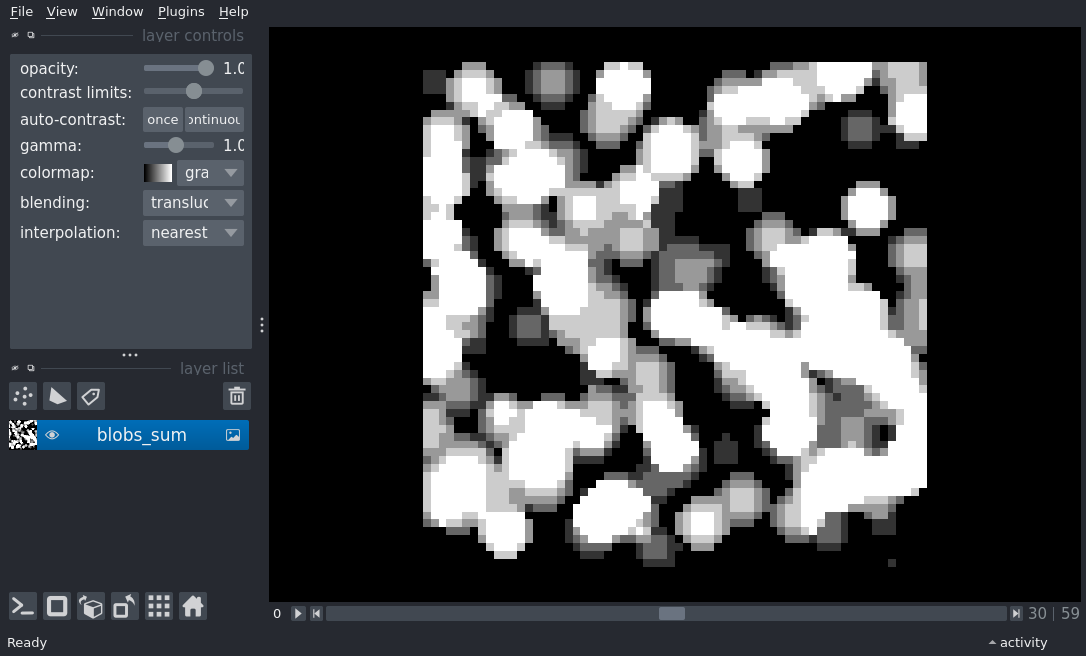 File View Window Plugins Help
layer controls
opacity: 1.0
contrast limits:
auto-contrast: once ontinuou
gamma: 1.0
colormap: gra
blending: transluc
interpolation: nearest
layer list
blobs_sum
0 30 | 59
Ready activity